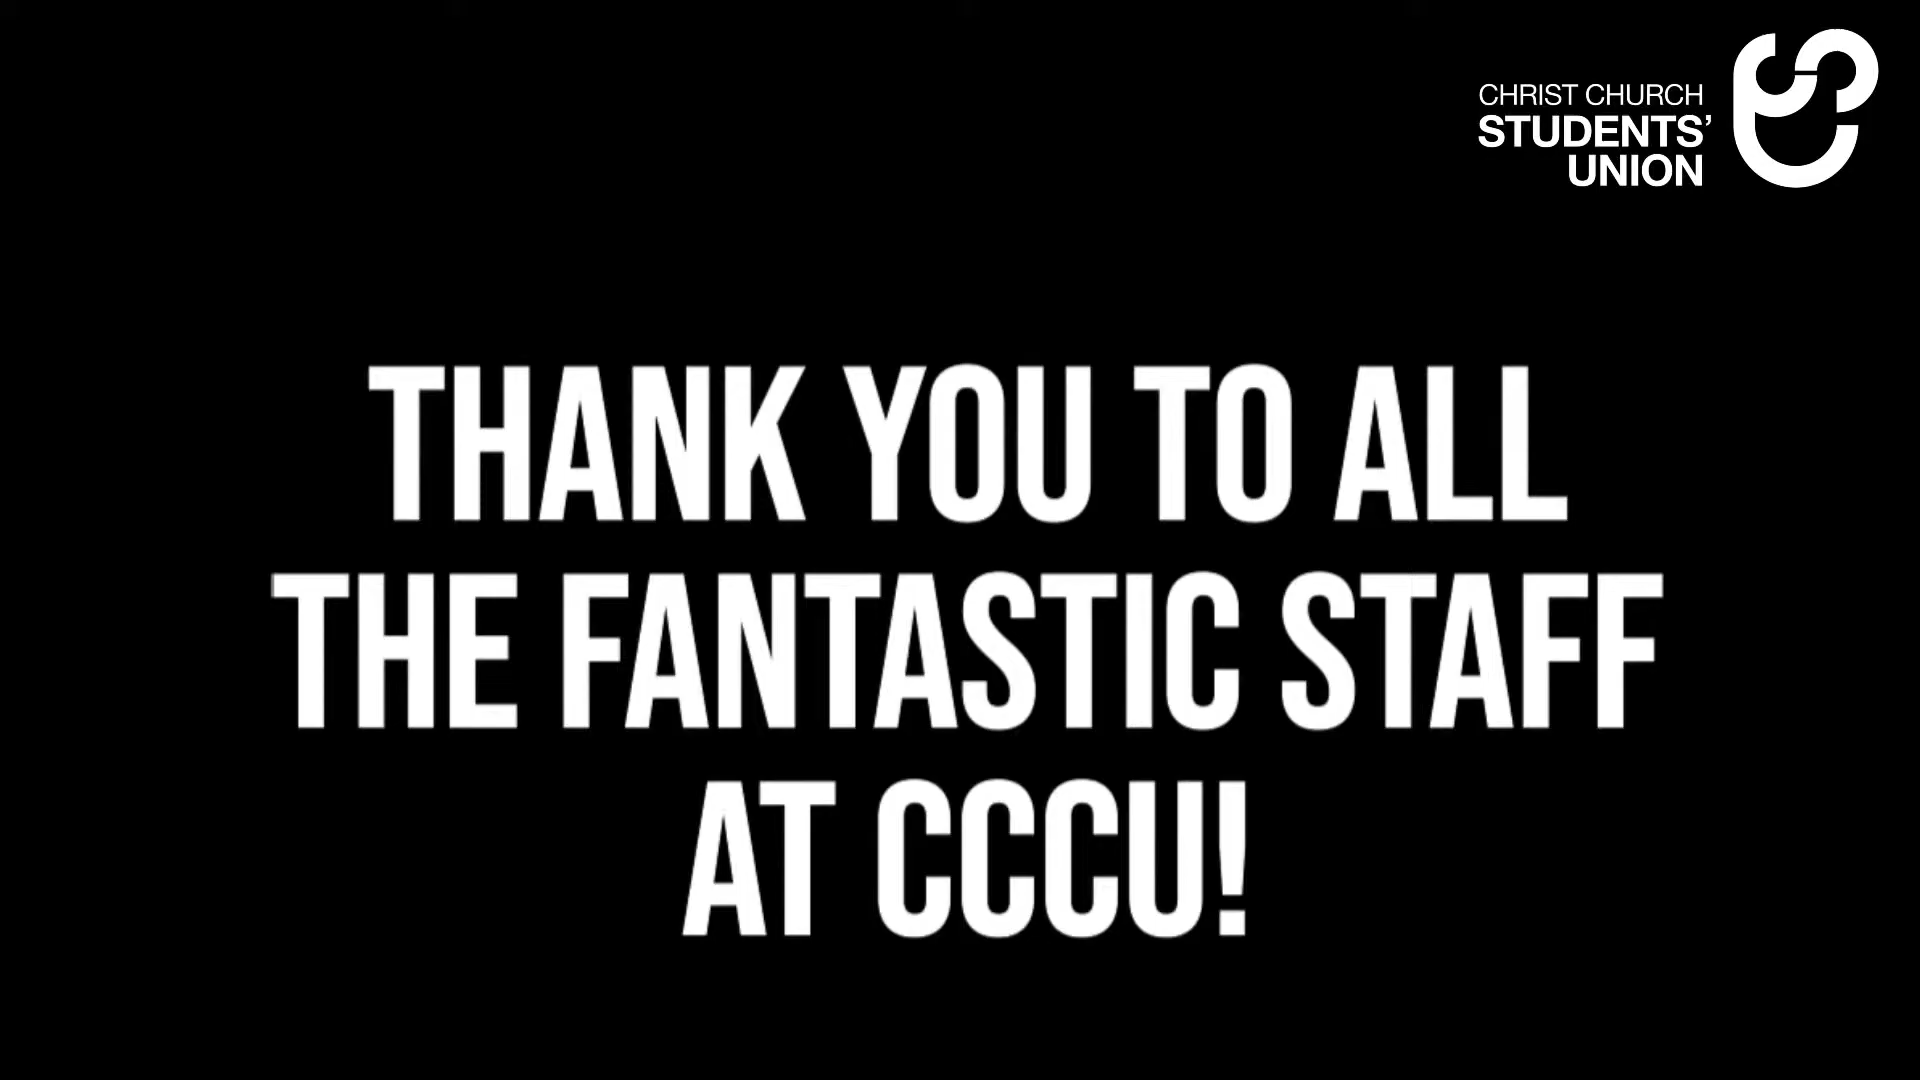 CHRIST CHURCH
STUDENTS’
UNION
THANK YOU TO ALL
THE FANTASTIC STAFF
AT CCCU!